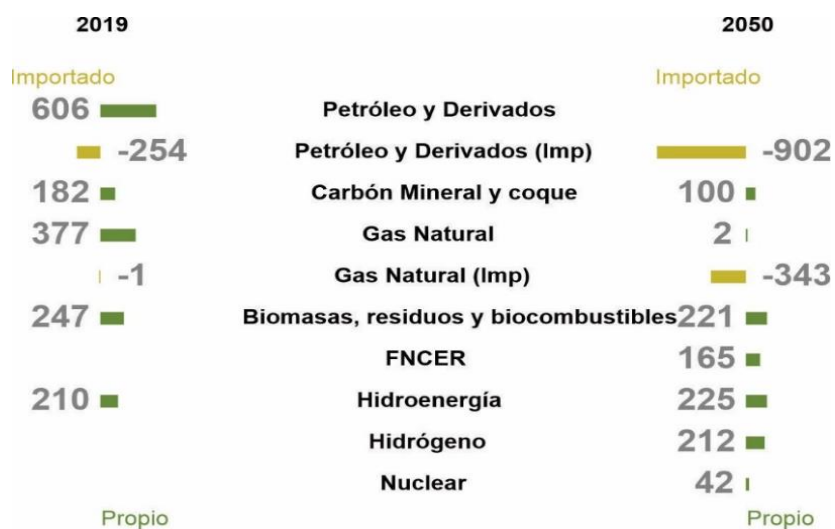 2019 2050
Importado Importado
606 Petróleo y Derivados
-254 Petróleo y Derivados (Imp) -902
182 Carbón Mineral y coque 100
377 Gas Natural 2
-1 Gas Natural (Imp) -343
247 Biomasas, residuos y biocombustibles 221
FNCER 165
210 Hidroenergía 225
Hidrógeno 212
Nuclear 42
Propio Propio